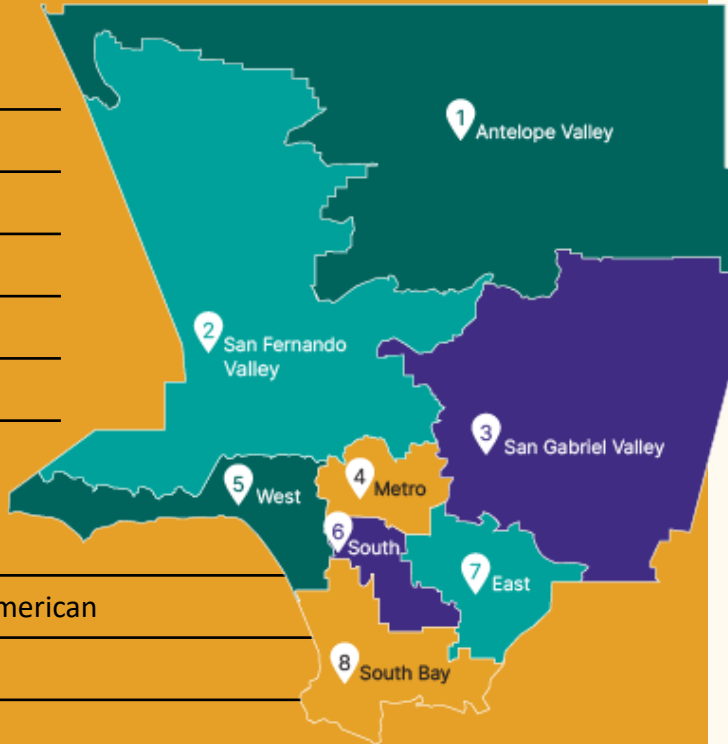 1
Antelope Valley
2
San Fernando
Valley
3
San Gabriel Valley
4
Metro
5
West
6
South
7
East
merican
8
South Bay